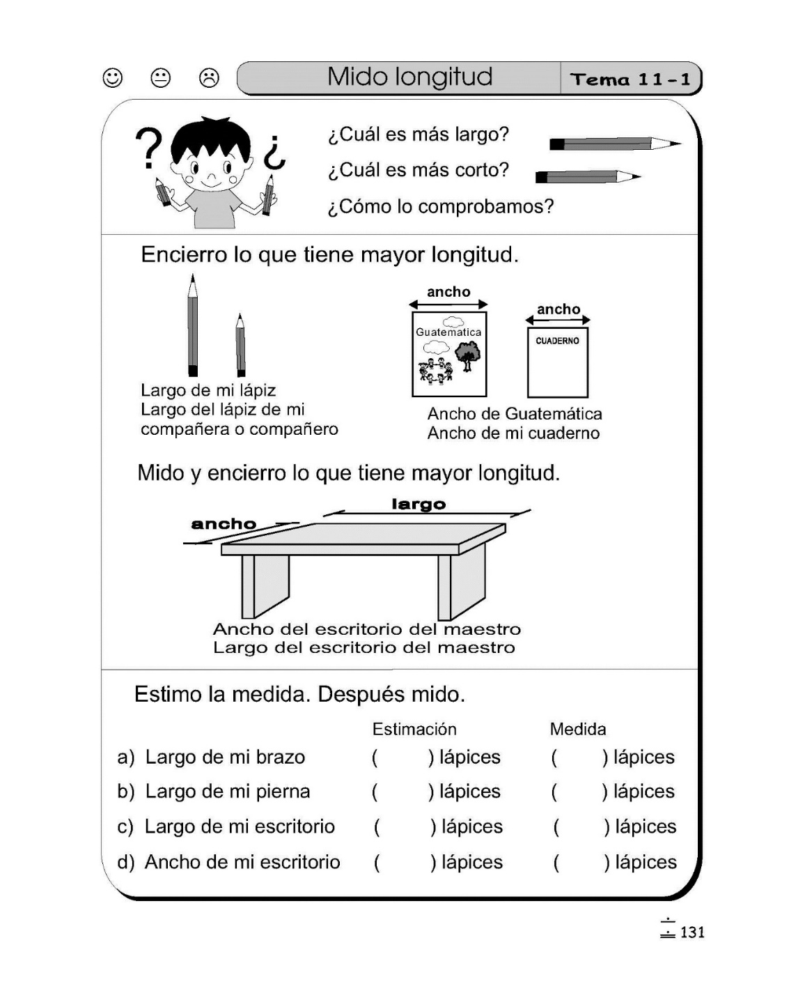 Mido longitud
Tema 11-1
? ¿
¿Cuál es más largo?
¿Cuál es más corto?
¿Cómo lo comprobamos?
Encierro lo que tiene mayor longitud.
ancho
ancho
Guatematica
CUADERNO
Largo de mi lápiz
Largo del lápiz de mi
compañera o compañero
Ancho de Guatemática
Ancho de mi cuaderno
Mido y encierro lo que tiene mayor longitud.
largo
ancho
Ancho del escritorio del maestro
Largo del escritorio del maestro
Estimo la medida. Después mido.
Estimación Medida
a) Largo de mi brazo ( ) lápices ( ) lápices
b) Largo de mi pierna ( ) lápices ( ) lápices
c) Largo de mi escritorio ( ) lápices ( ) lápices
d) Ancho de mi escritorio ( ) lápices ( ) lápices
131